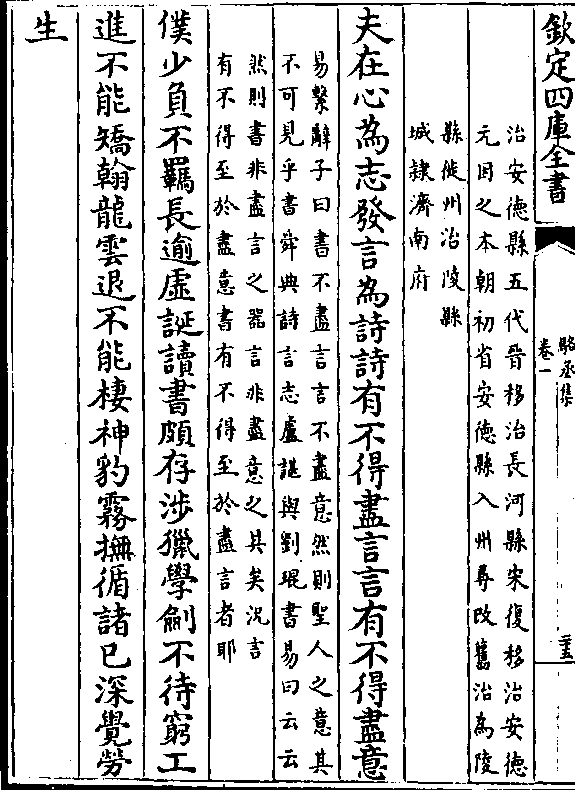 欽定四庫全書
駱丞集
卷一
三五
治安德縣五代晉移治長河縣宋復移治安德
元因之本朝初省安德縣入州尋改舊治為陵
縣徙州治陵縣
城隸濟南府
夫在心為志發言為詩詩有不得盡言言有不得盡意
易繫辭子曰書不盡言言不盡意然則聖人之意其
不可見乎書舜典詩言志盧諶與劉琨書易曰云云
然則書非盡言之器言非盡意之具矣況言
有不得至於盡意書有不得至於盡言者耶
僕少負不羈長逾虛誕讀書頗存涉獵學劍不待窮工
進不能矯翰龍雲退不能棲神豹霧撫循諸已深覺勞
生